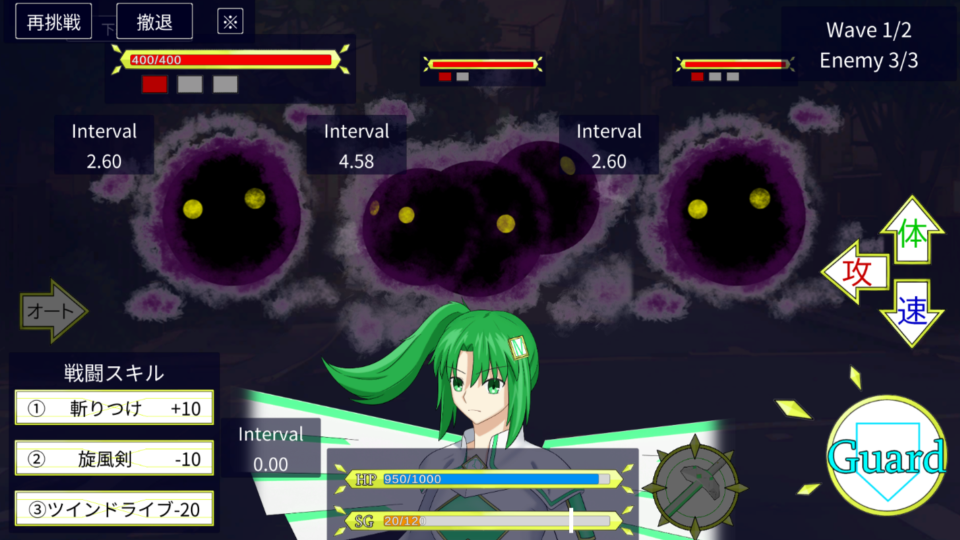 再挑戦
下
撤退
※
Wave 1/2
Enemy 3/3
400/400
Interval
2.60
Interval
4.58
Interval
2.60
体
攻
速
オート
戦闘スキル
① 斬りつけ +10
② 旋風剣 -10
③ツインドライブ-20
Interval
0.00
M
HP 950/1000
SG 20/120
Guard